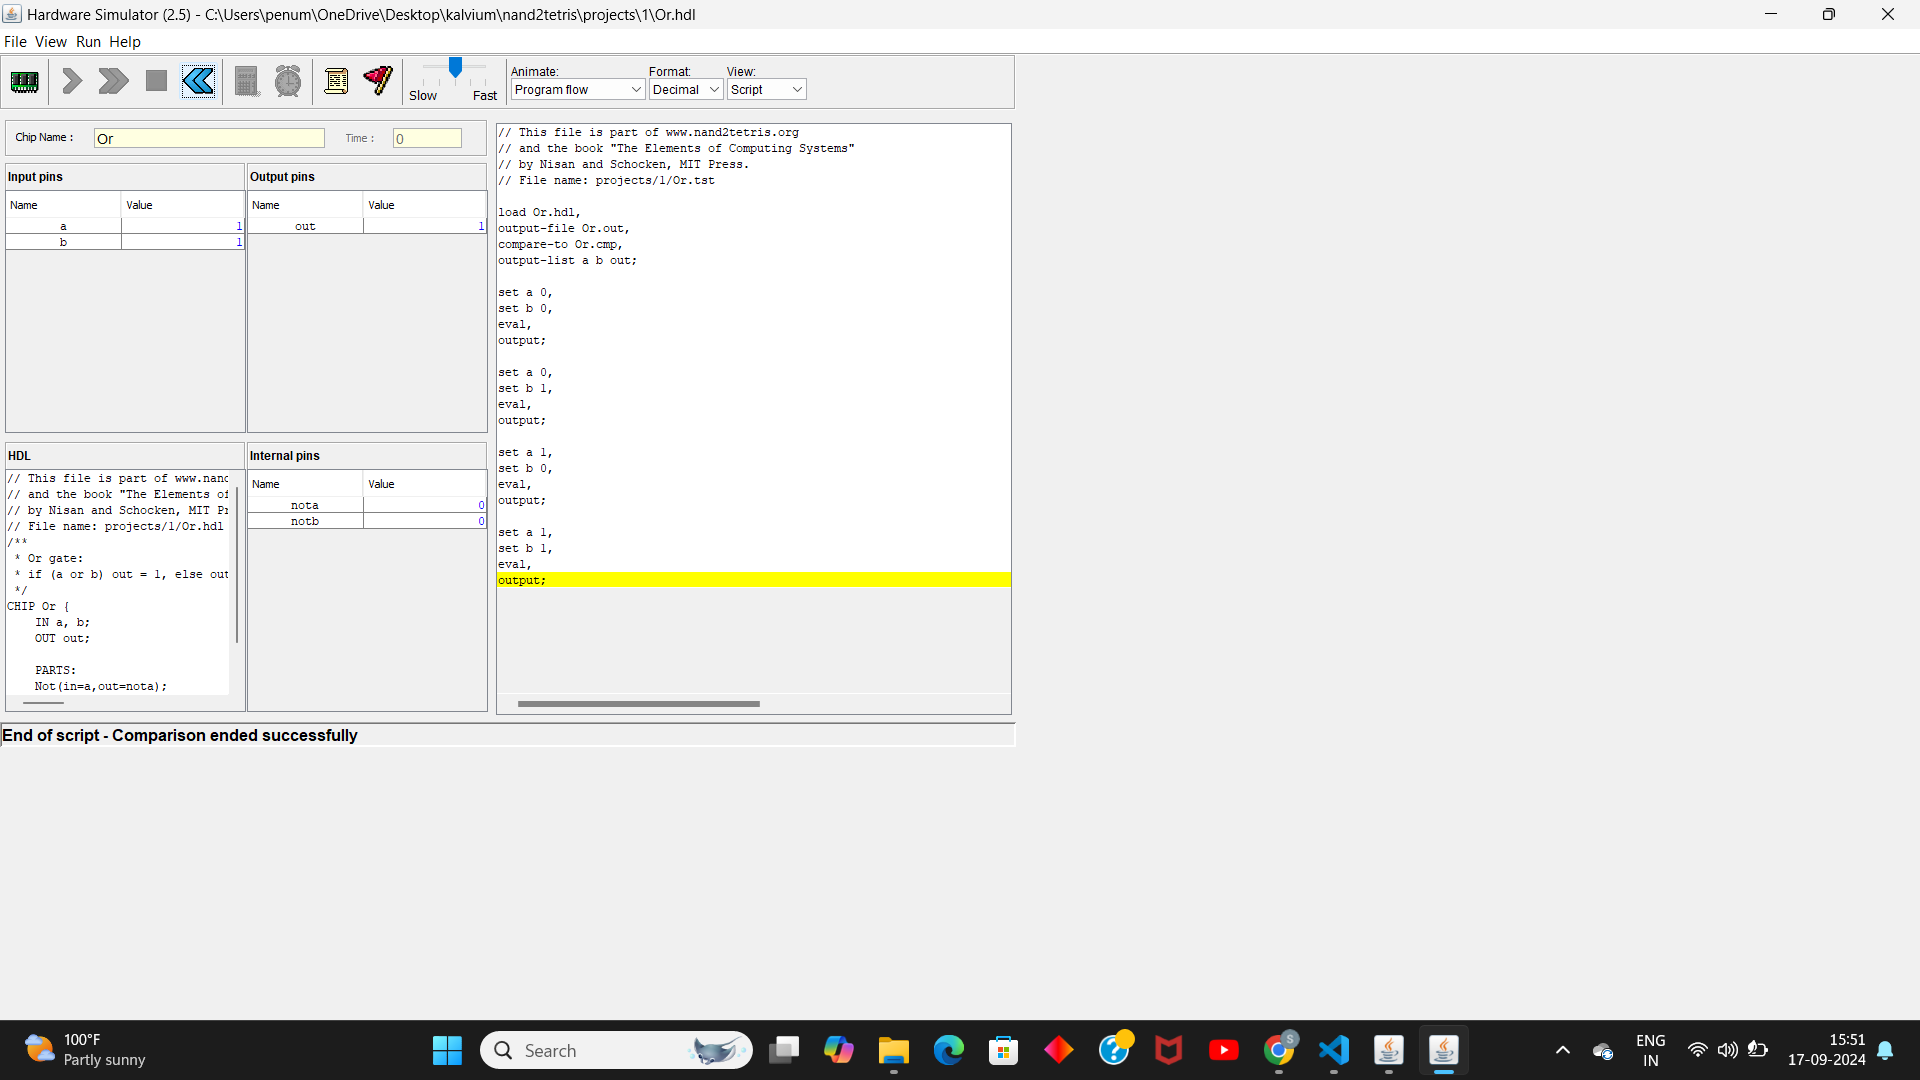 Hardware Simulator (2.5) - C:\Users\penum\OneDrive\Desktop\kalvium\nand2tetris\projects\1\Or.hdl
File View Run Help
Slow Fast
Animate: Format: View:
Program flow Decimal Script
Chip Name : Or Time : 0
Input pins
Name Value
a 1
b 1
Output pins
Name Value
out 1
HDL
// This file is part of www.nand
// and the book "The Elements of
// by Nisan and Schocken, MIT Pr
// File name: projects/1/Or.hdl
/**
* Or gate:
* if (a or b) out = 1, else out
*/
CHIP Or {
IN a, b;
OUT out;
PARTS:
Not(in=a,out=nota);
Internal pins
Name Value
nota 0
notb 0
// This file is part of www.nand2tetris.org
// and the book "The Elements of Computing Systems"
// by Nisan and Schocken, MIT Press.
// File name: projects/1/Or.tst
load Or.hdl,
output-file Or.out,
compare-to Or.cmp,
output-list a b out;
set a 0,
set b 0,
eval,
output;
set a 0,
set b 1,
eval,
output;
set a 1,
set b 0,
eval,
output;
set a 1,
set b 1,
eval,
output;
End of script - Comparison ended successfully
100°F
Partly sunny
Search
S
ENG
IN
15:51
17-09-2024